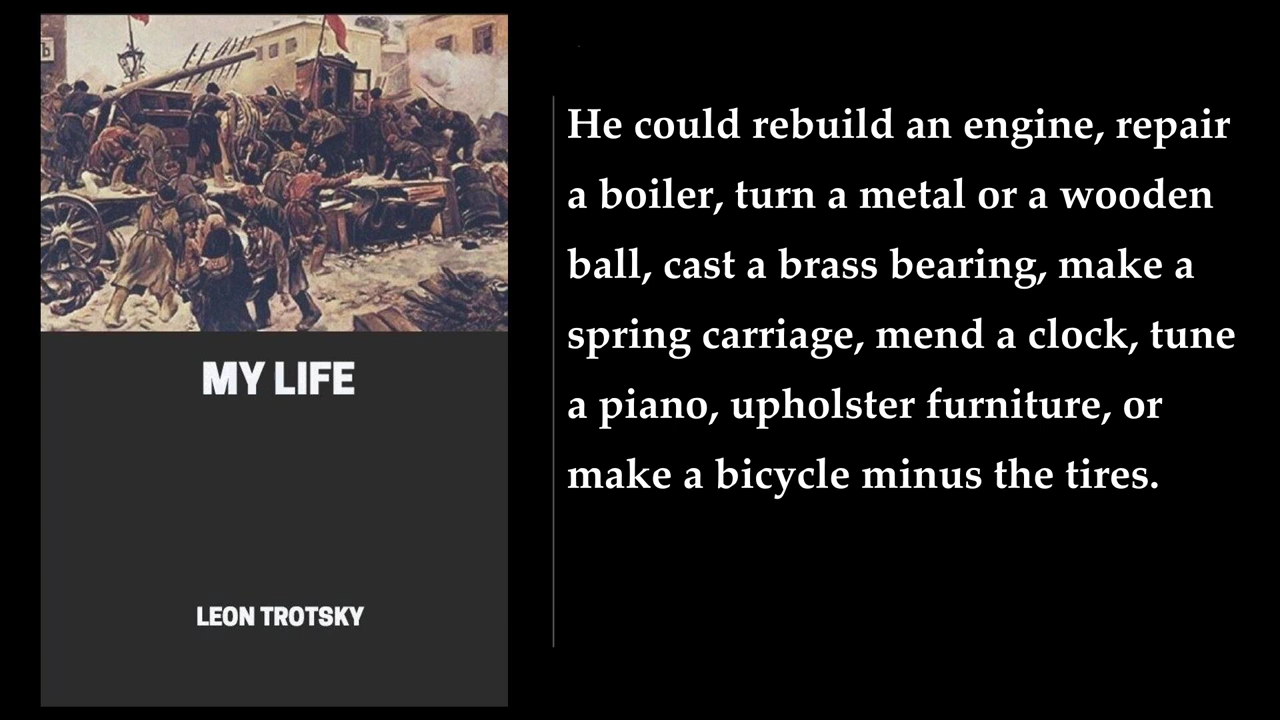 MY LIFE
LEON TROTSKY
He could rebuild an engine, repair
a boiler, turn a metal or a wooden
ball, cast a brass bearing, make a
spring carriage, mend a clock, tune
a piano, upholster furniture, or
make a bicycle minus the tires.